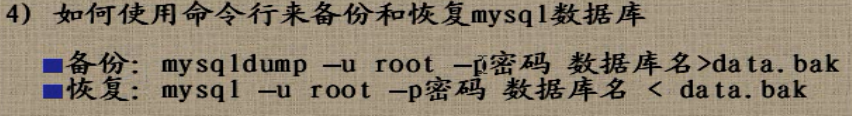 4) 如何使用命令行来备份和恢复mysql数据库
备份: mysqldump —u root —p密码 数据库名>data.bak
恢复: mysql —u root —p密码 数据库名 < data.bak